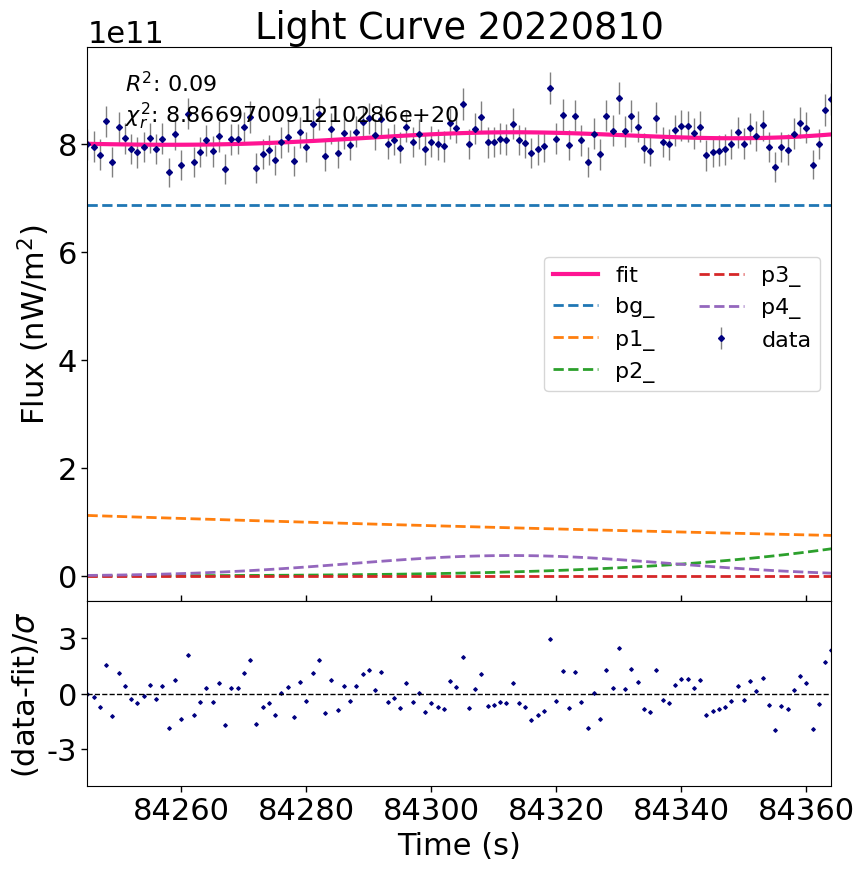 Light Curve 20220810
1e11
R²: 0.09
χ²ᵣ: 8.866970091210286e+20
8
6
4
2
0
Flux (nW/m²)
fit
bg_
p1_
p2_
p3_
p4_
data
3
0
-3
(data-fit)/σ
84260 84280 84300 84320 84340 84360
Time (s)